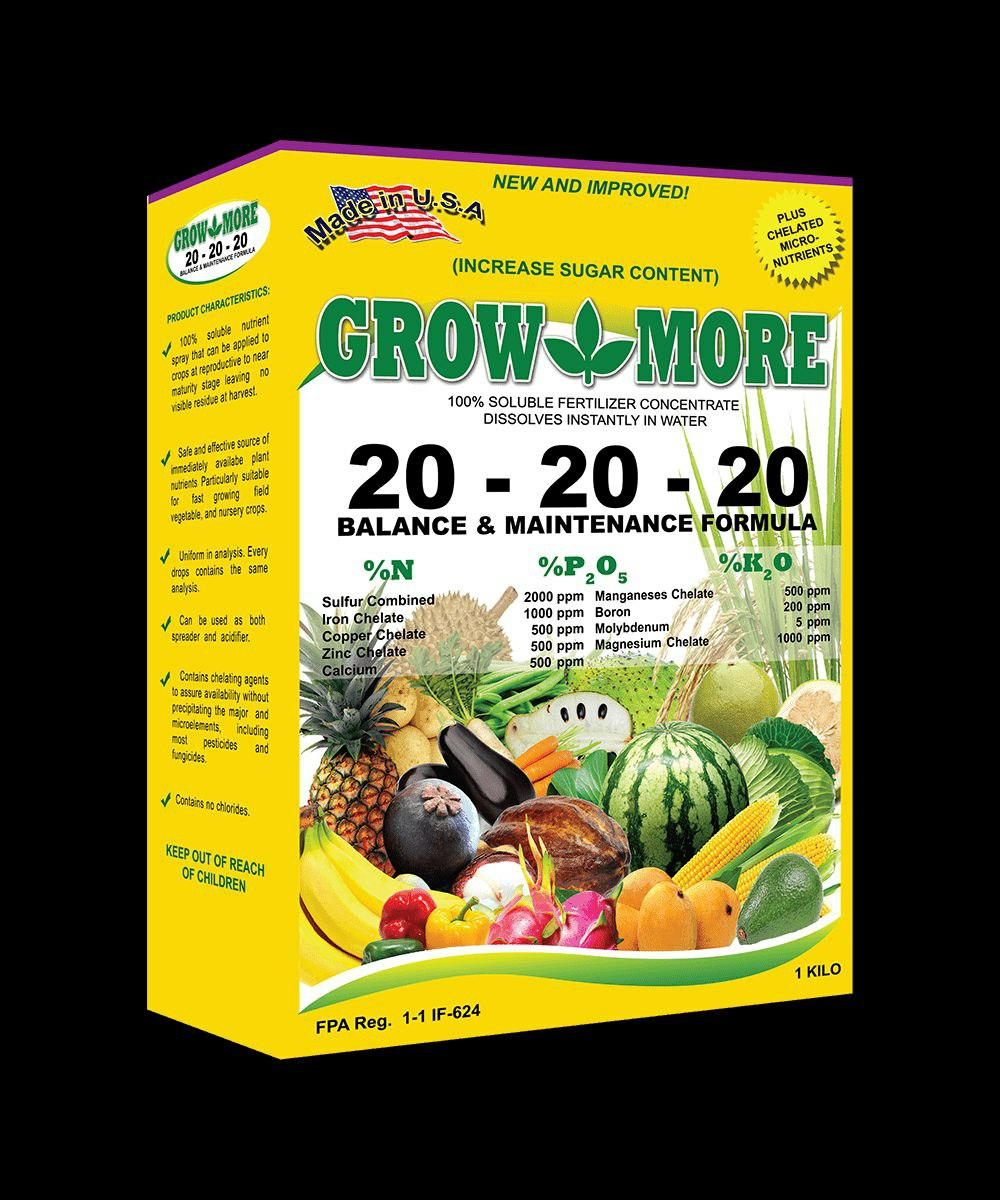 GROW MORE
20 - 20 - 20
BALANCE & MAINTENANCE FORMULA
PRODUCT CHARACTERISTICS:
100% soluble nutrient
spray that can be applied to
crops at reproductive to near
maturity stage leaving no
visible residue at harvest.
Safe and effective source of
immediately availabe plant
nutrients Particularly suitable
for fast growing field
vegetable, and nursery crops.
Uniform in analysis. Every
drops contains the same
analysis.
Can be used as both
spreader and acidifier.
Contains chelating agents
to assure availability without
precipitating the major and
microelements, including
most pesticides and
fungicides.
Contains no chlorides.
KEEP OUT OF REACH
OF CHILDREN
Made in U.S.A
NEW AND IMPROVED!
PLUS
CHELATED
MICRO-
NUTRIENTS
(INCREASE SUGAR CONTENT)
GROW MORE
100% SOLUBLE FERTILIZER CONCENTRATE
DISSOLVES INSTANTLY IN WATER
20 - 20 - 20
BALANCE & MAINTENANCE FORMULA
%N %P2O5 %K2O
Sulfur Combined 2000 ppm Manganeses Chelate 500 ppm
Iron Chelate 1000 ppm Boron 200 ppm
Copper Chelate 500 ppm Molybdenum 5 ppm
Zinc Chelate 500 ppm Magnesium Chelate 1000 ppm
Calcium 500 ppm
1 KILO
FPA Reg. 1-1 IF-624